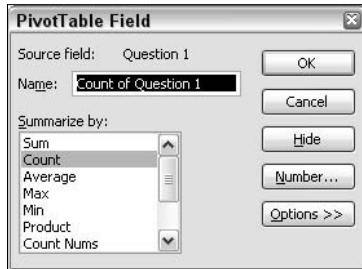 PivotTable Field
Source field: Question 1
OK
Name: Count of Question 1
Cancel
Summarize by:
Hide
Sum
Count
Average
Max
Min
Product
Count Nums
Number...
Options >>